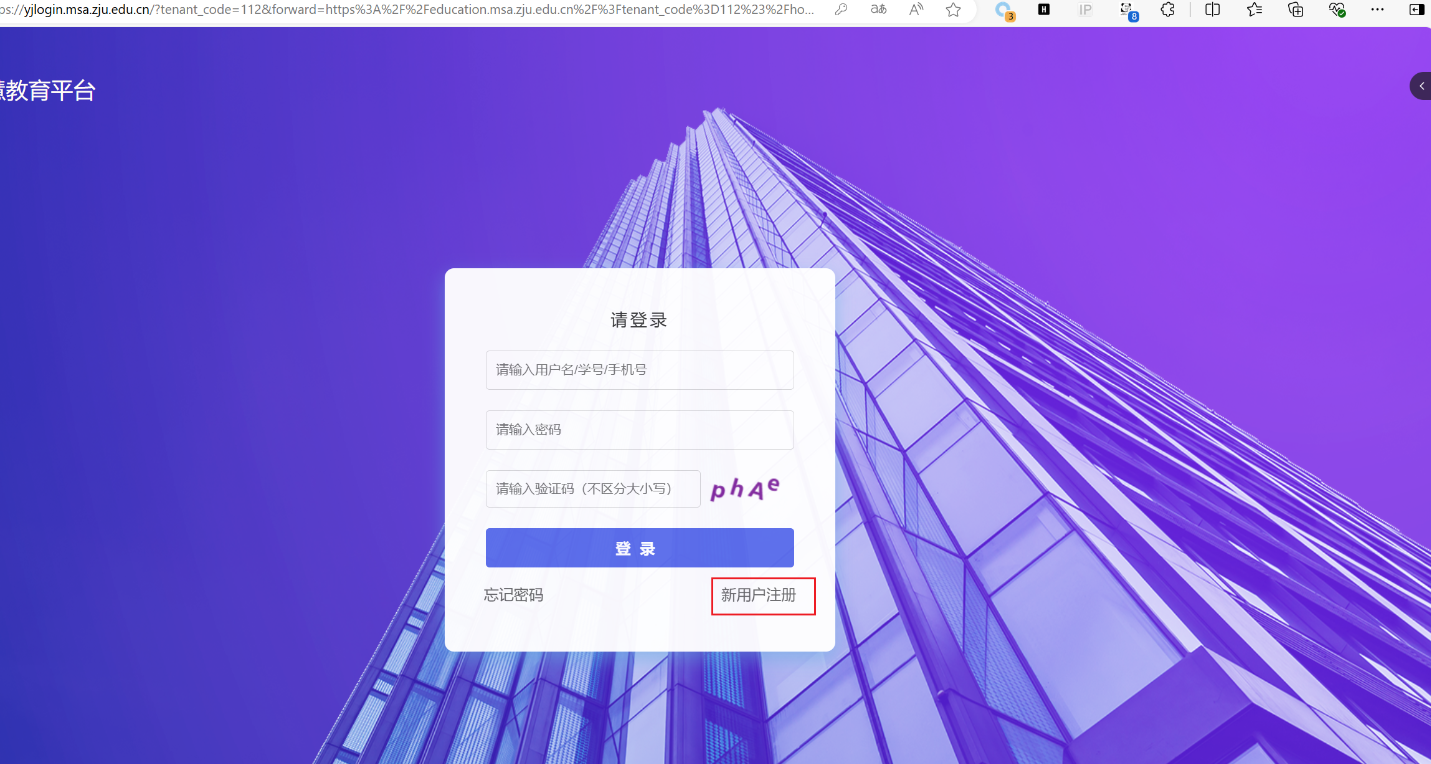 ps://yjlogin.msa.zju.edu.cn/?tenant_code=112&forward=https%3A%2F%2Feducation.msa.zju.edu.cn%2F%3Ftenant_code%3D112%23%2Fho...
3
H
IP
8
慧教育平台
请登录
请输入用户名/学号/手机号
请输入密码
请输入验证码（不区分大小写）
phAe
登 录
忘记密码
新用户注册